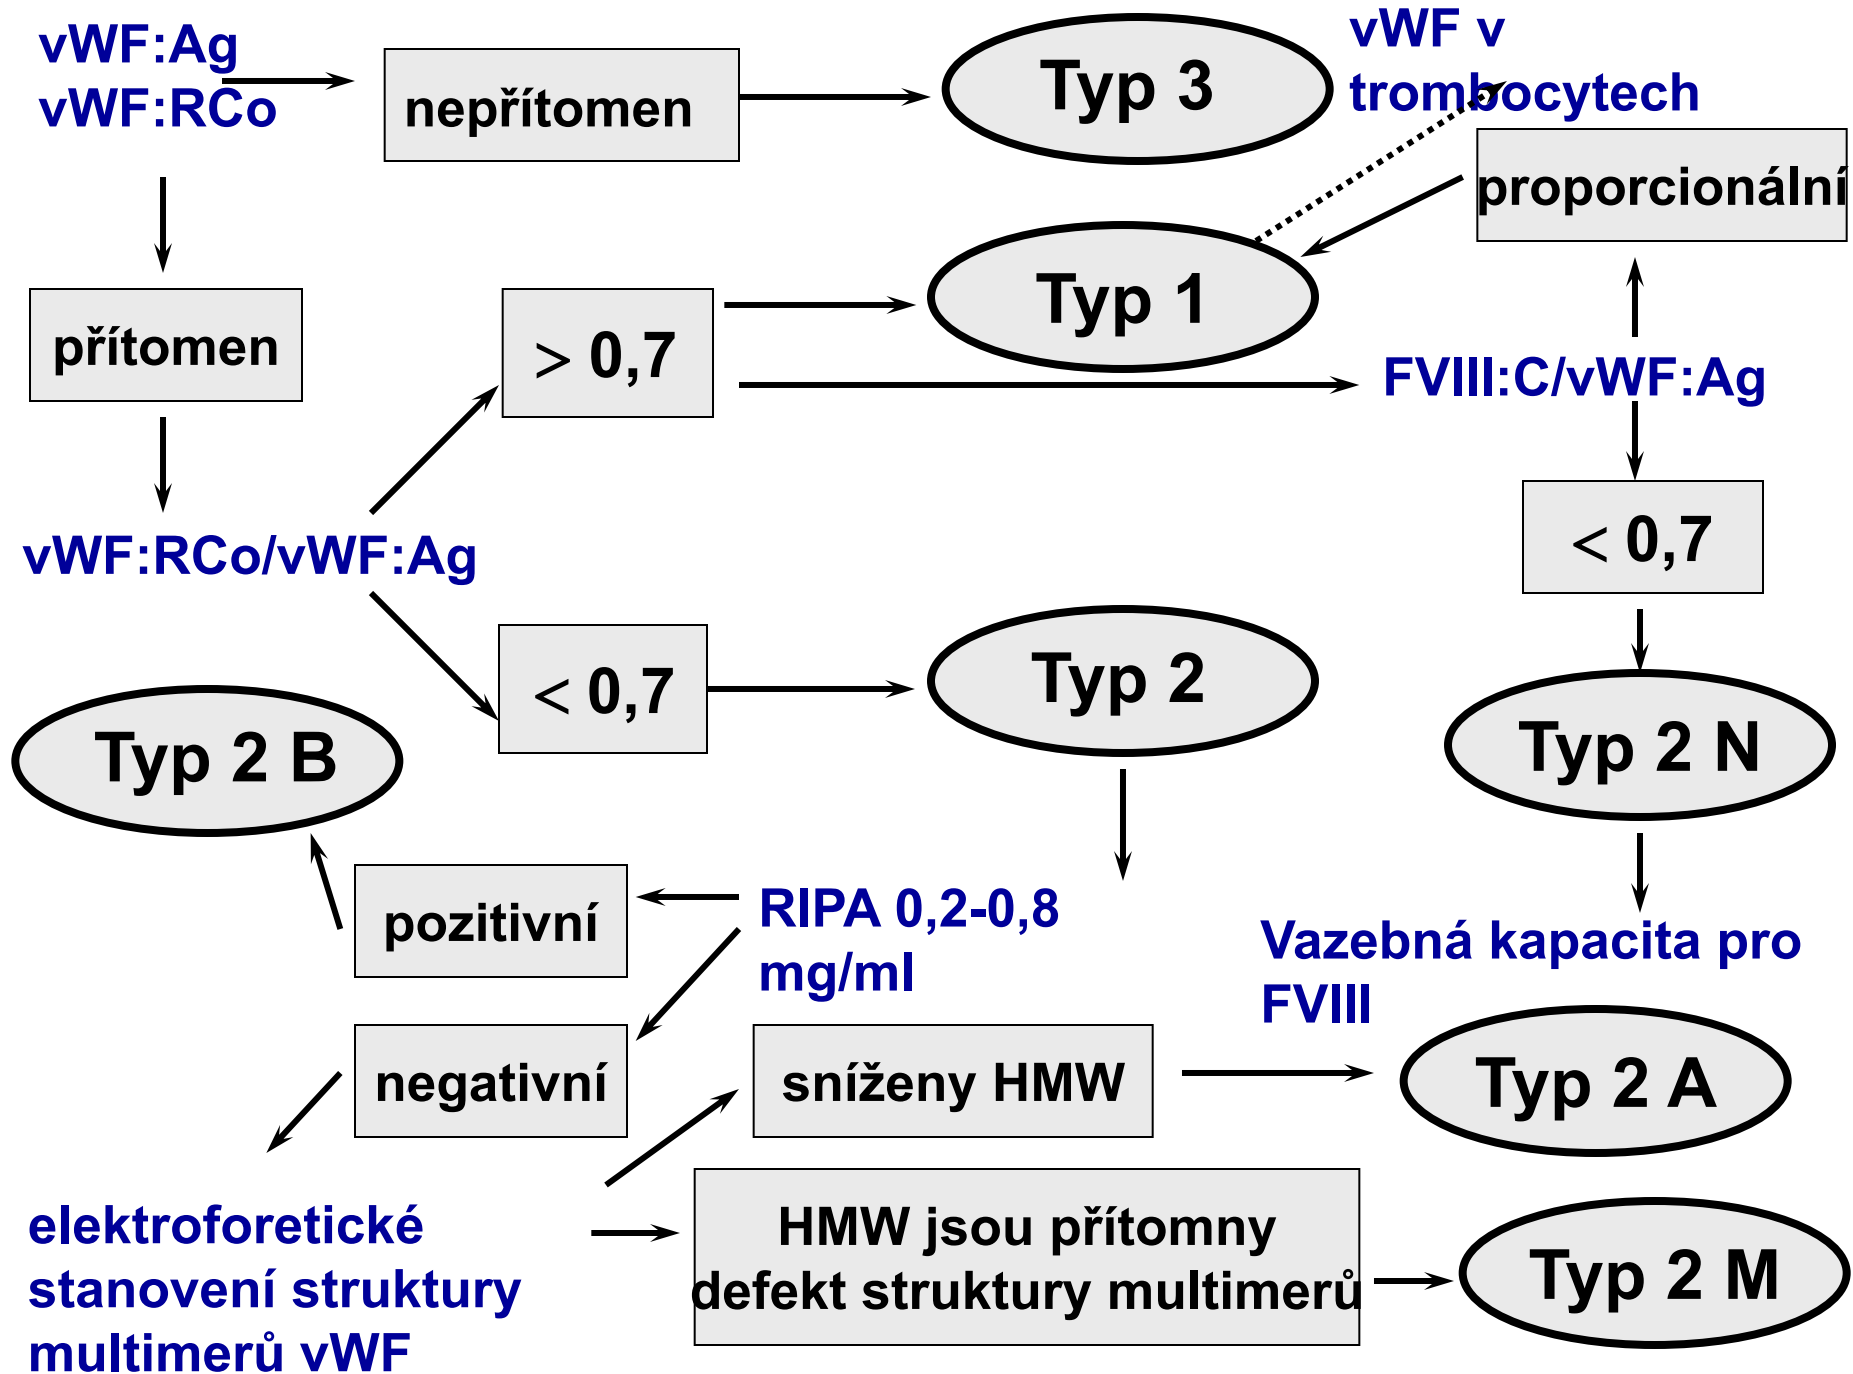 vWF:Ag
vWF:RCo
nepřítomen
Typ 3
vWF v
trombocytech
proporcionální
přítomen
> 0,7
Typ 1
FVIII:C/vWF:Ag
vWF:RCo/vWF:Ag
< 0,7
< 0,7
Typ 2
Typ 2 B
Typ 2 N
pozitivní
RIPA 0,2-0,8
mg/ml
Vazebná kapacita pro
FVIII
negativní
sníženy HMW
Typ 2 A
elektroforetické
stanovení struktury
multimerů vWF
HMW jsou přítomny
defekt struktury multimerů
Typ 2 M